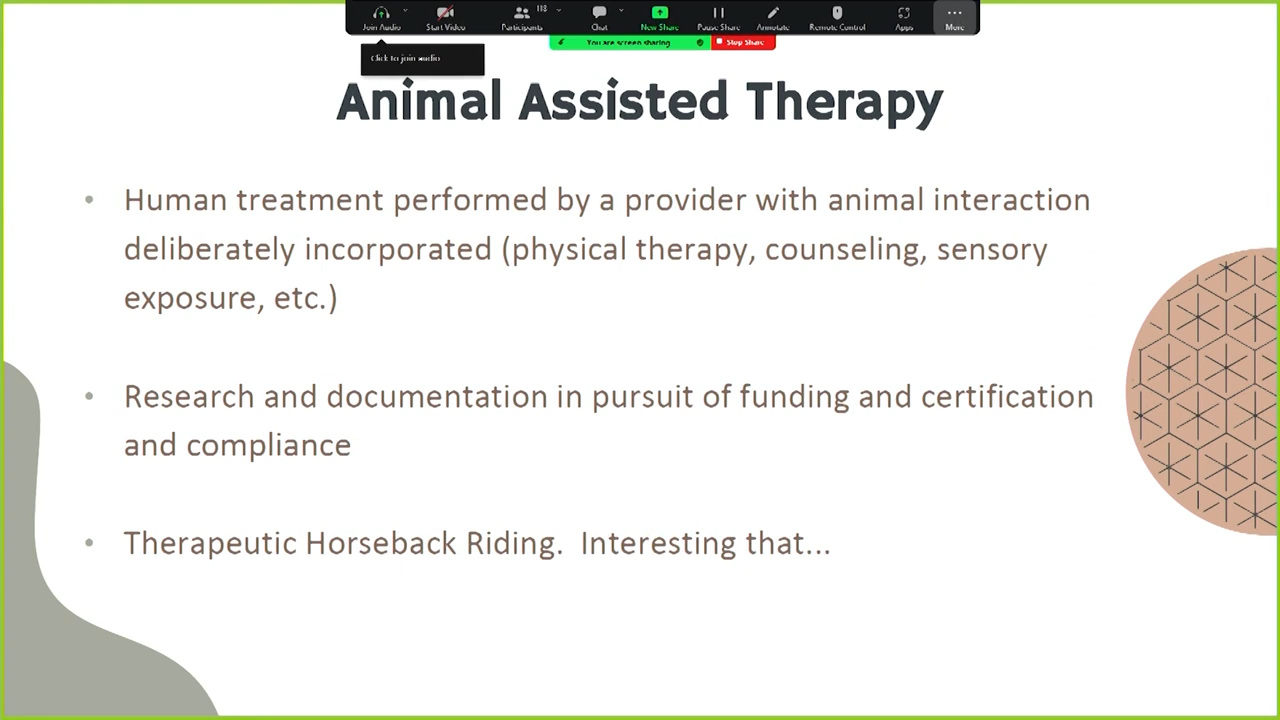 Join Audio
Start Video
Participants
118
Chat
New Share
Pause Share
Annotate
Remote Control
Apps
More
You are screen sharing
Stop Share
Click to join audio
Animal Assisted Therapy
• Human treatment performed by a provider with animal interaction
deliberately incorporated (physical therapy, counseling, sensory
exposure, etc.)
• Research and documentation in pursuit of funding and certification
and compliance
• Therapeutic Horseback Riding.  Interesting that...